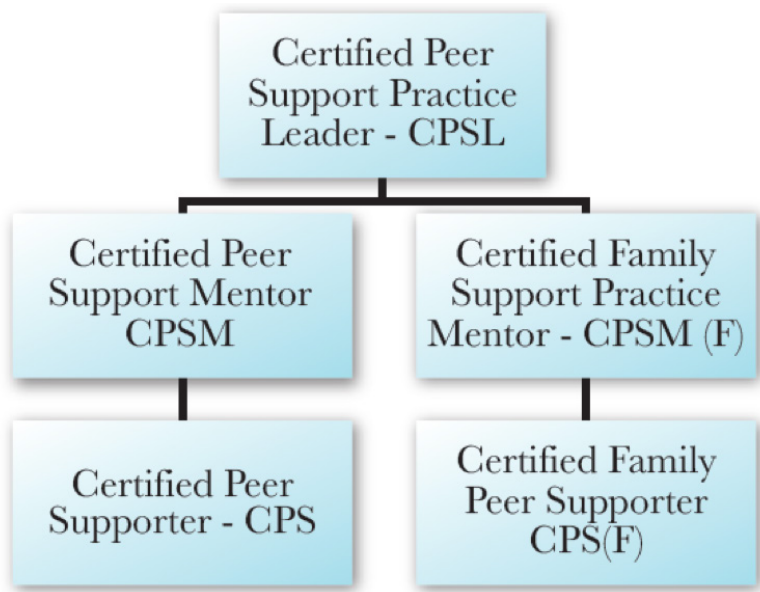 Certified Peer
Support Practice
Leader - CPSL
Certified Peer
Support Mentor
CPSM
Certified Family
Support Practice
Mentor - CPSM (F)
Certified Peer
Supporter - CPS
Certified Family
Peer Supporter
CPS(F)